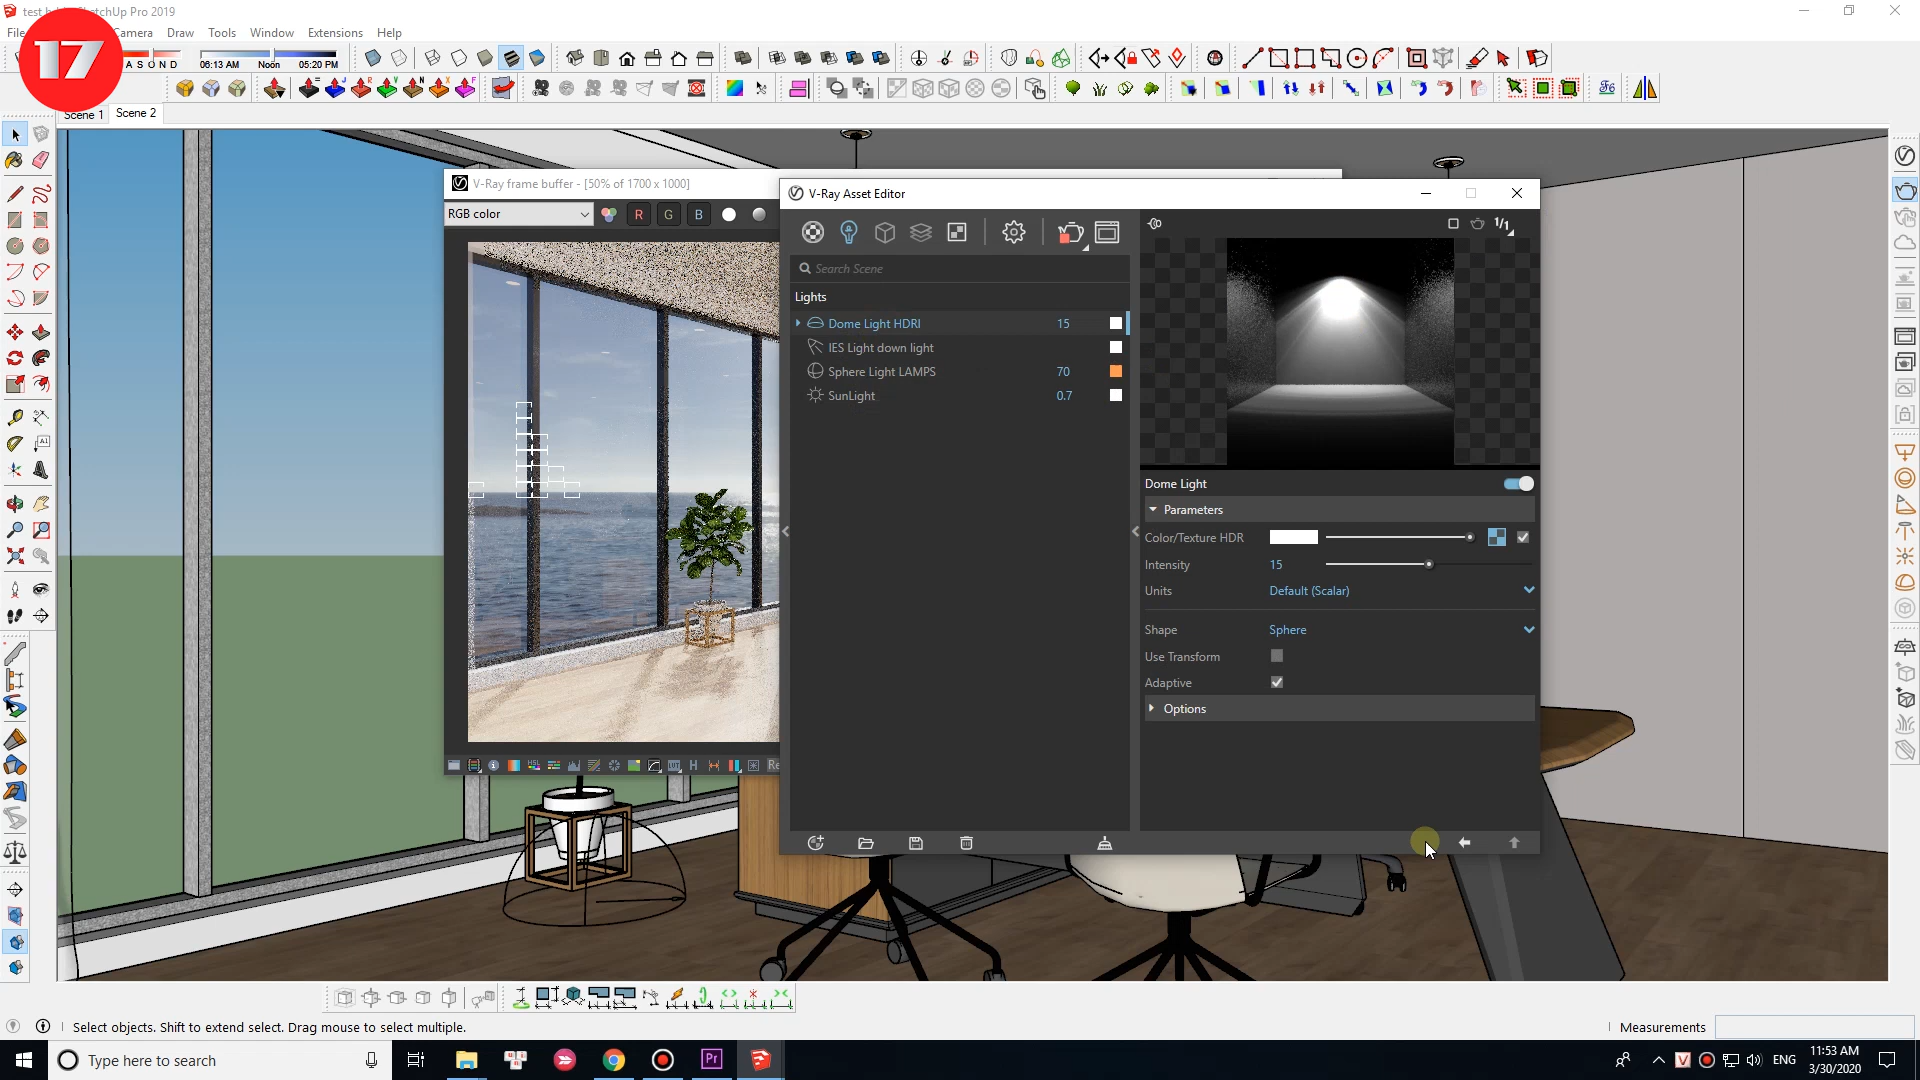 17
SketchUp Pro 2019
Camera
Draw
Tools
Window
Extensions
Help
A S O N D
06:13 AM
Noon
05:20 PM
Scene 1
Scene 2
V-Ray frame buffer - [50% of 1700 x 1000]
RGB color
R
G
B
V-Ray Asset Editor
1/1
Search Scene
Lights
Dome Light HDRI
15
IES Light down light
Sphere Light LAMPS
70
SunLight
0.7
Dome Light
Parameters
Color/Texture HDR
Intensity
15
Units
Default (Scalar)
Shape
Sphere
Use Transform
Adaptive
Options
Select objects. Shift to extend select. Drag mouse to select multiple.
Measurements
Type here to search
Pr
ENG
11:53 AM
3/30/2020